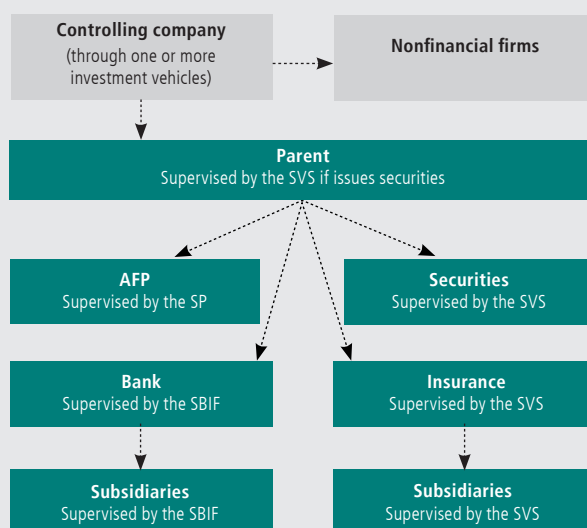 Controlling company
(through one or more
investment vehicles)
Nonfinancial firms
Parent
Supervised by the SVS if issues securities
AFP
Supervised by the SP
Securities
Supervised by the SVS
Bank
Supervised by the SBIF
Insurance
Supervised by the SVS
Subsidiaries
Supervised by the SBIF
Subsidiaries
Supervised by the SVS